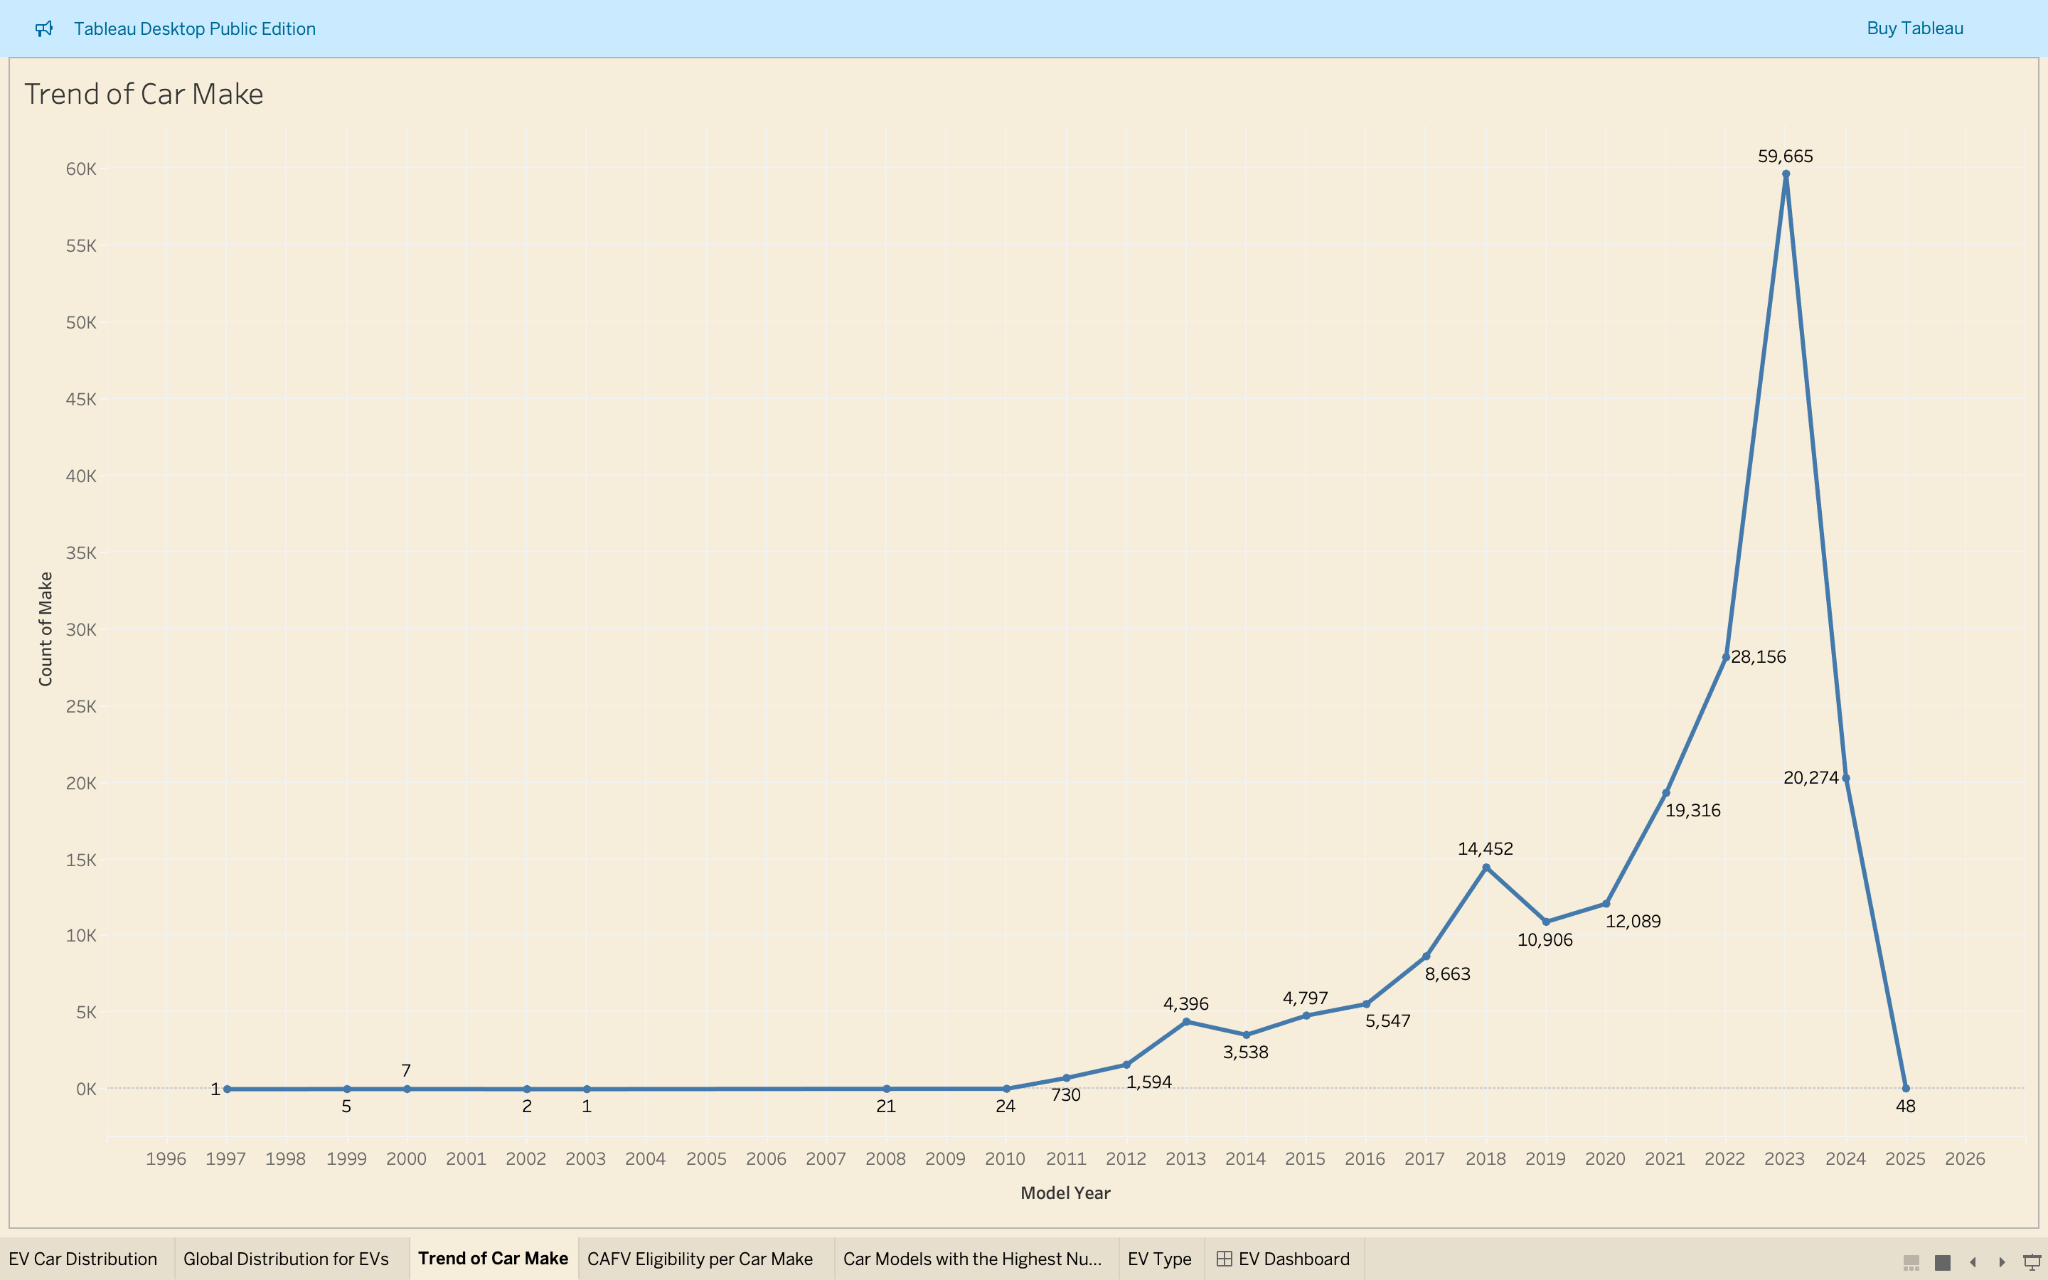 Tableau Desktop Public Edition
Buy Tableau
Trend of Car Make
60K
55K
50K
45K
40K
35K
30K
25K
20K
15K
10K
5K
0K
Count of Make
1
5
7
2
1
21
24
730
1,594
4,396
3,538
4,797
5,547
8,663
14,452
10,906
12,089
19,316
28,156
59,665
20,274
48
1996 1997 1998 1999 2000 2001 2002 2003 2004 2005 2006 2007 2008 2009 2010 2011 2012 2013 2014 2015 2016 2017 2018 2019 2020 2021 2022 2023 2024 2025 2026
Model Year
EV Car Distribution Global Distribution for EVs Trend of Car Make CAFV Eligibility per Car Make Car Models with the Highest Nu... EV Type EV Dashboard